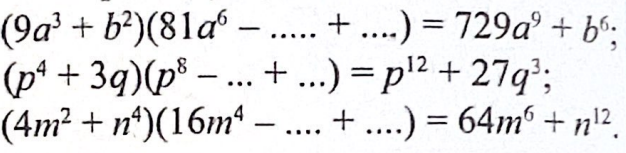 (9a³ + b²)(81a⁶ – ..... + ....) = 729a⁹ + b⁶;
(p⁴ + 3q)(p⁸ – ... + ...) = p¹² + 27q³;
(4m² + n⁴)(16m⁴ – .... + ....) = 64m⁶ + n¹².